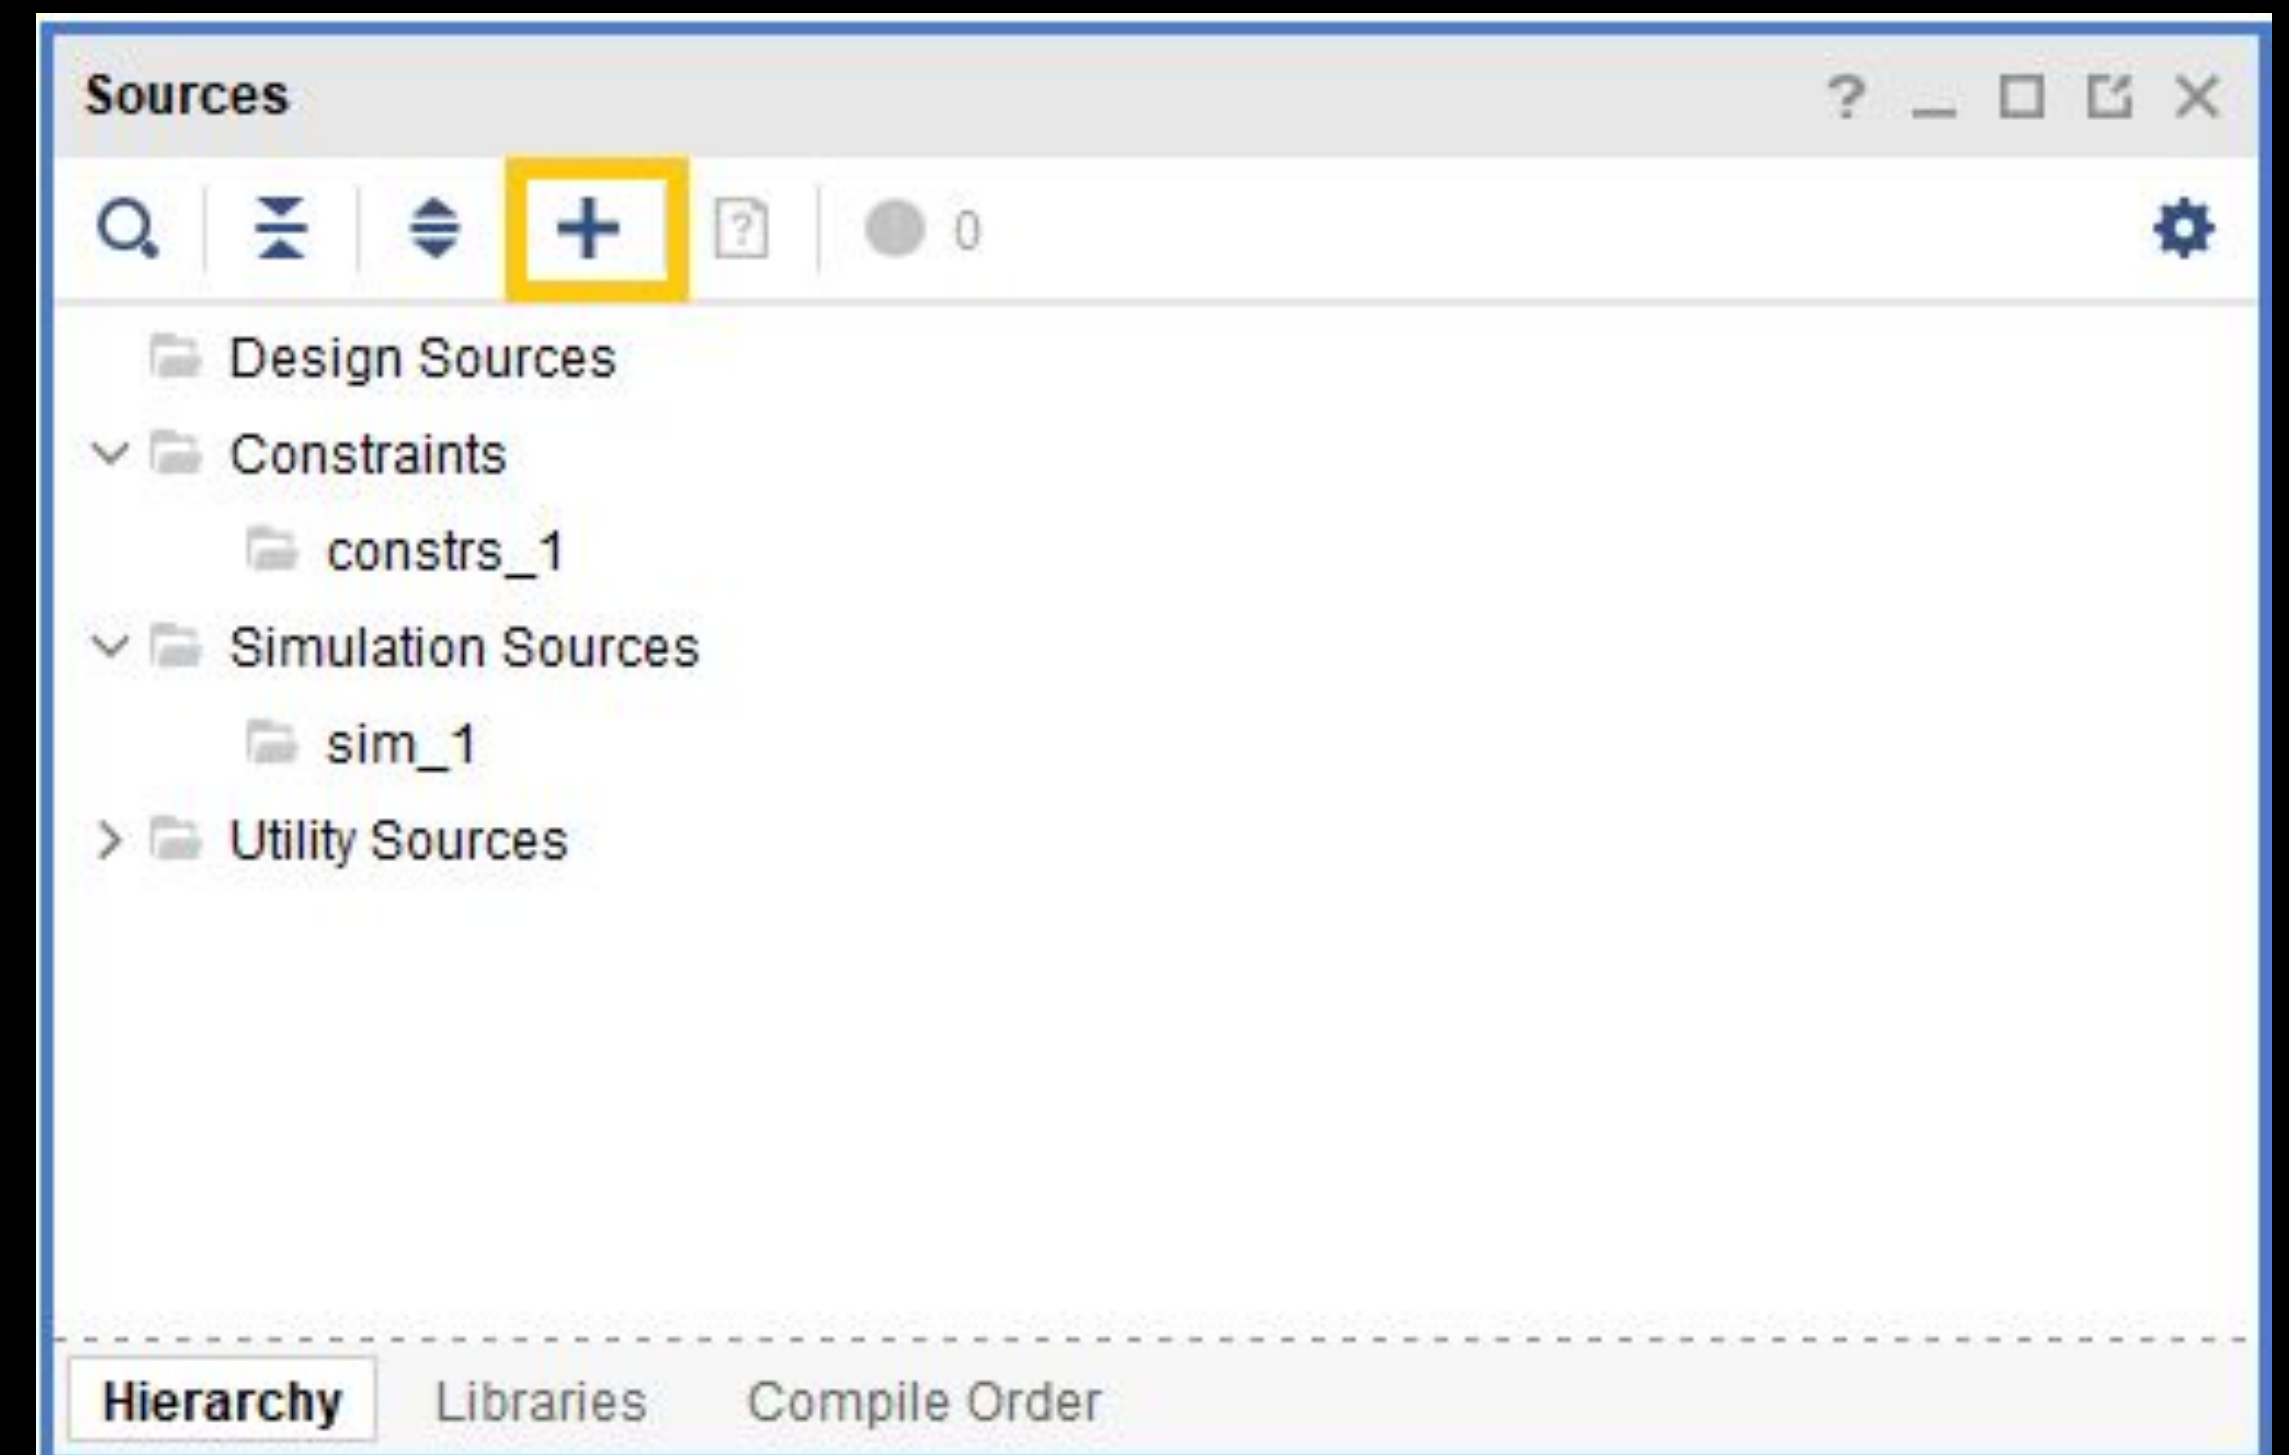 Sources
?
? 0
Design Sources
Constraints
constrs_1
Simulation Sources
sim_1
Utility Sources
Hierarchy Libraries Compile Order